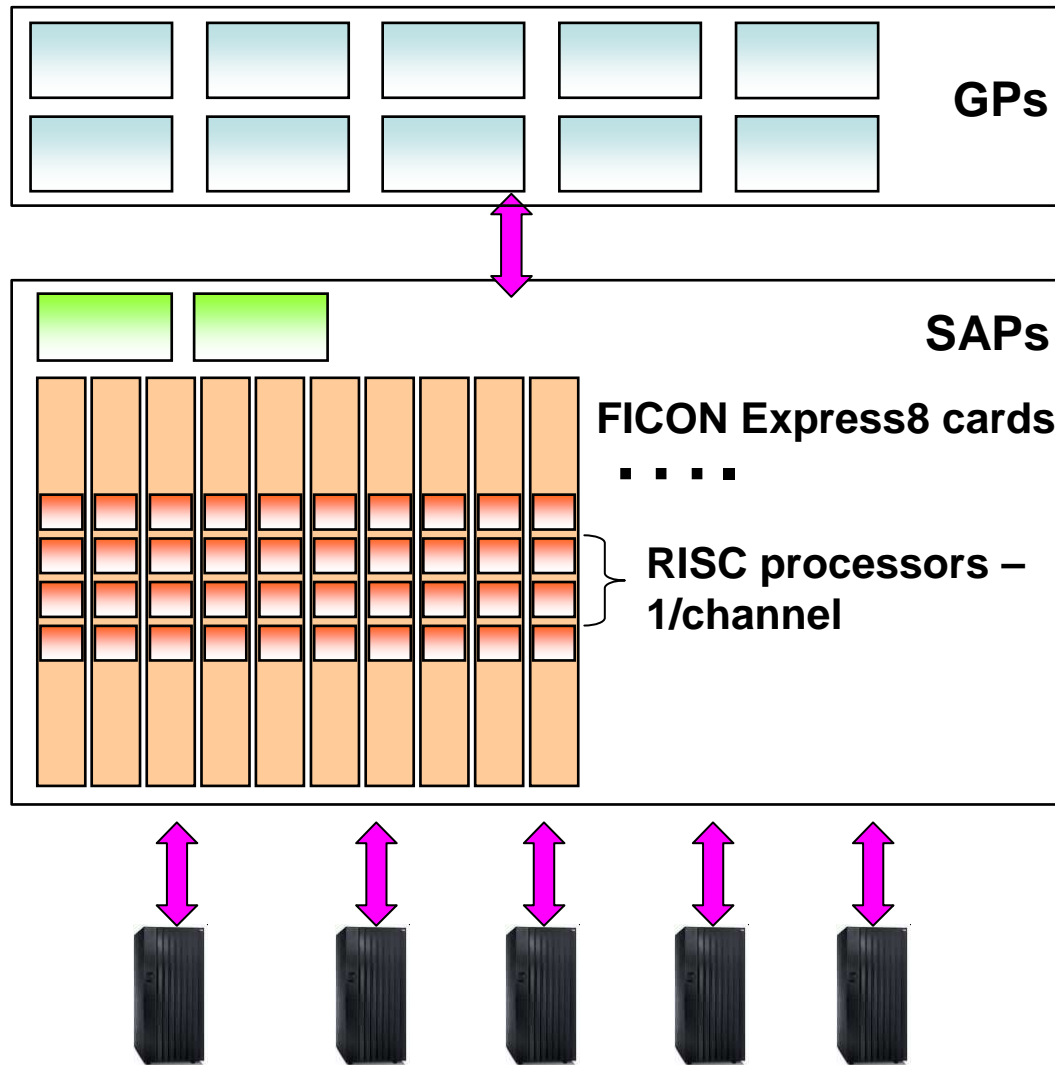 GPs
SAPs
FICON Express8 cards
. . . .
RISC processors –
1/channel